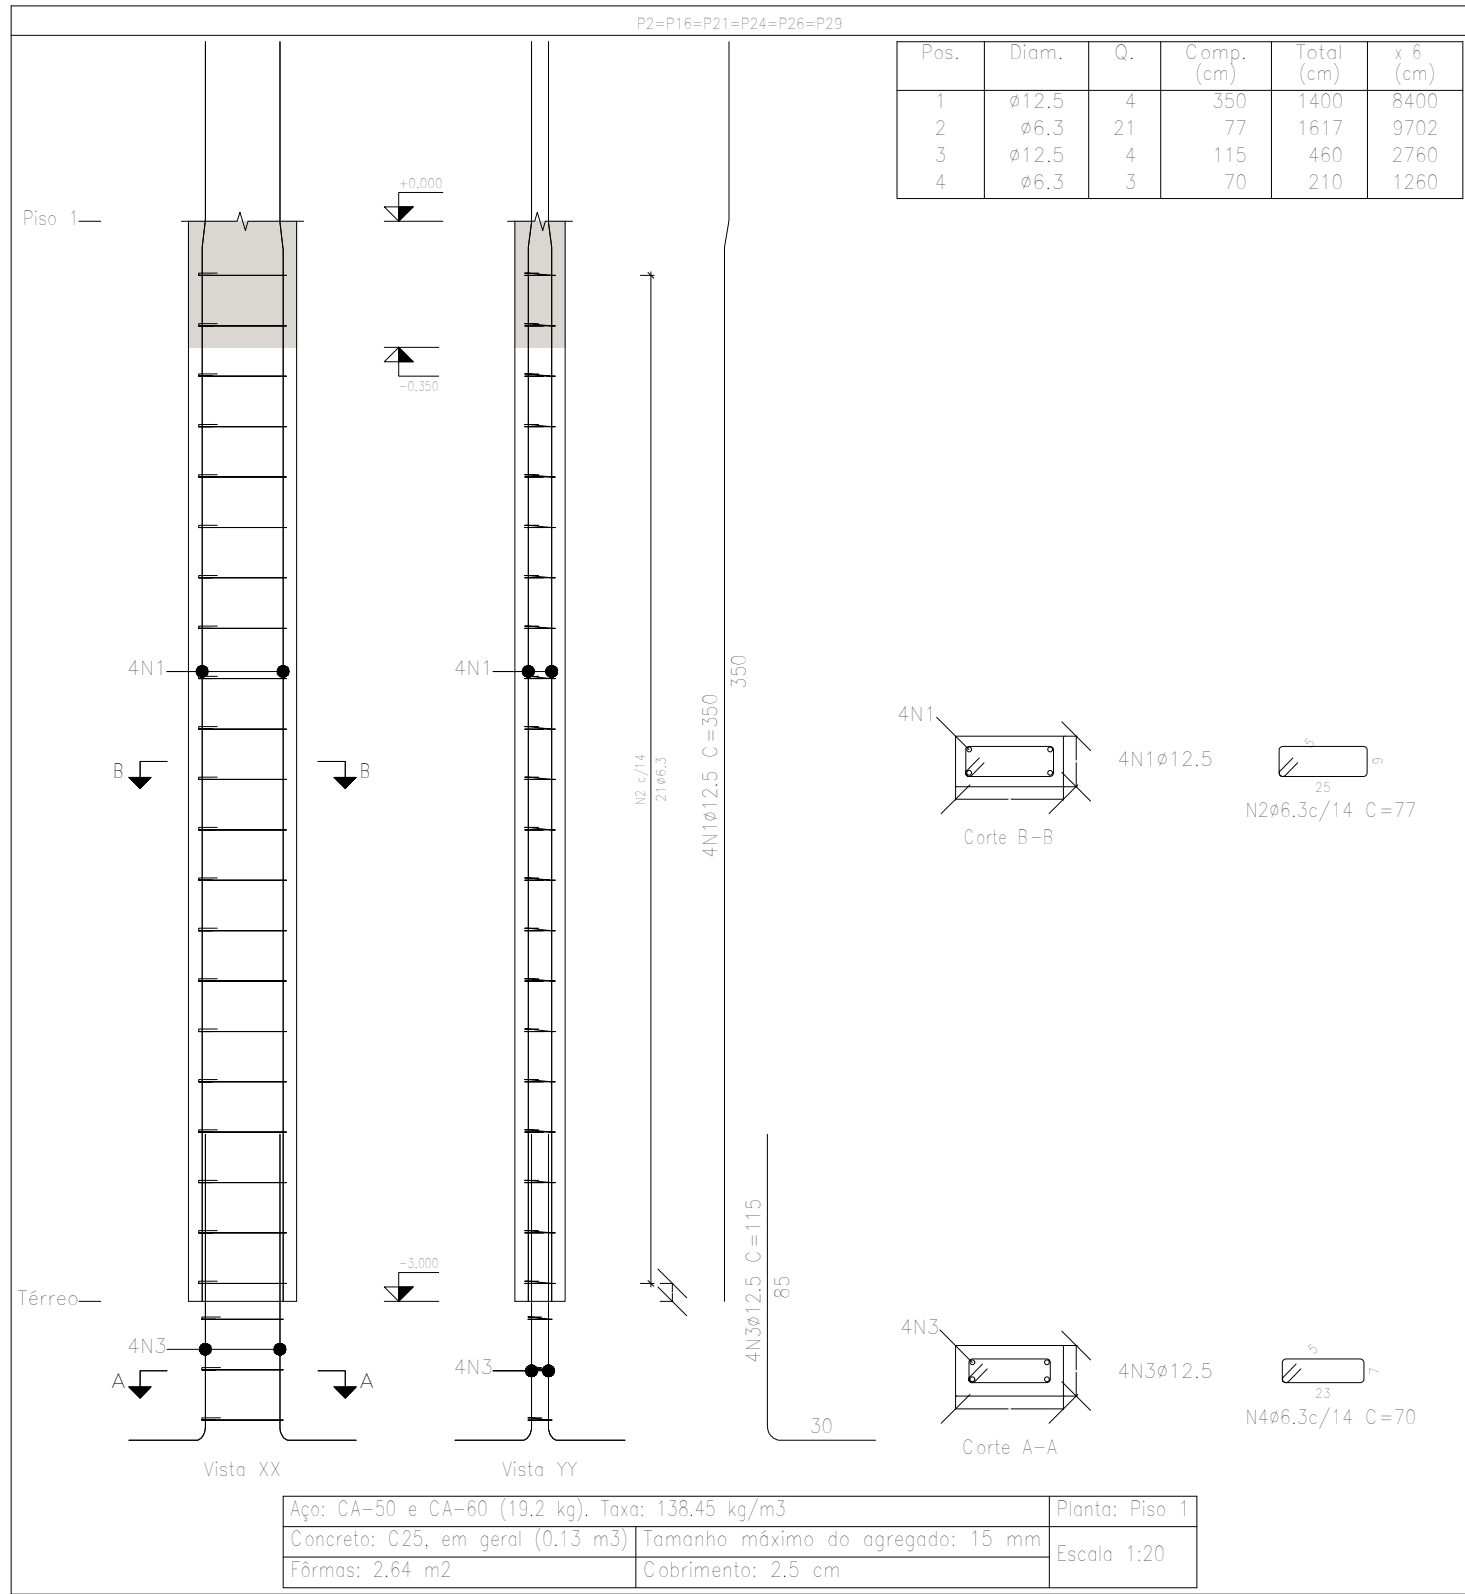 P2=P16=P21=P24=P26=P29
Pos. Diam. Q. Comp. (cm) Total (cm) x 6 (cm)
1 ø12.5 4 350 1400 8400
2 ø6.3 21 77 1617 9702
3 ø12.5 4 115 460 2760
4 ø6.3 3 70 210 1260
+0.000
Piso 1
-0.350
4N1
4N1
350
4N1ø12.5 C=350
N2 c/14
21ø6.3
B B
4N1
4N1ø12.5
Corte B-B
5
9
25
N2ø6.3c/14 C=77
-3.000
Térreo
4N3
4N3
A A
4N3ø12.5 C=115
85
30
4N3
4N3ø12.5
Corte A-A
5
7
23
N4ø6.3c/14 C=70
Vista XX
Vista YY
Aço: CA-50 e CA-60 (19.2 kg). Taxa: 138.45 kg/m3
Planta: Piso 1
Concreto: C25, em geral (0.13 m3)
Tamanho máximo do agregado: 15 mm
Escala 1:20
Fôrmas: 2.64 m2
Cobrimento: 2.5 cm